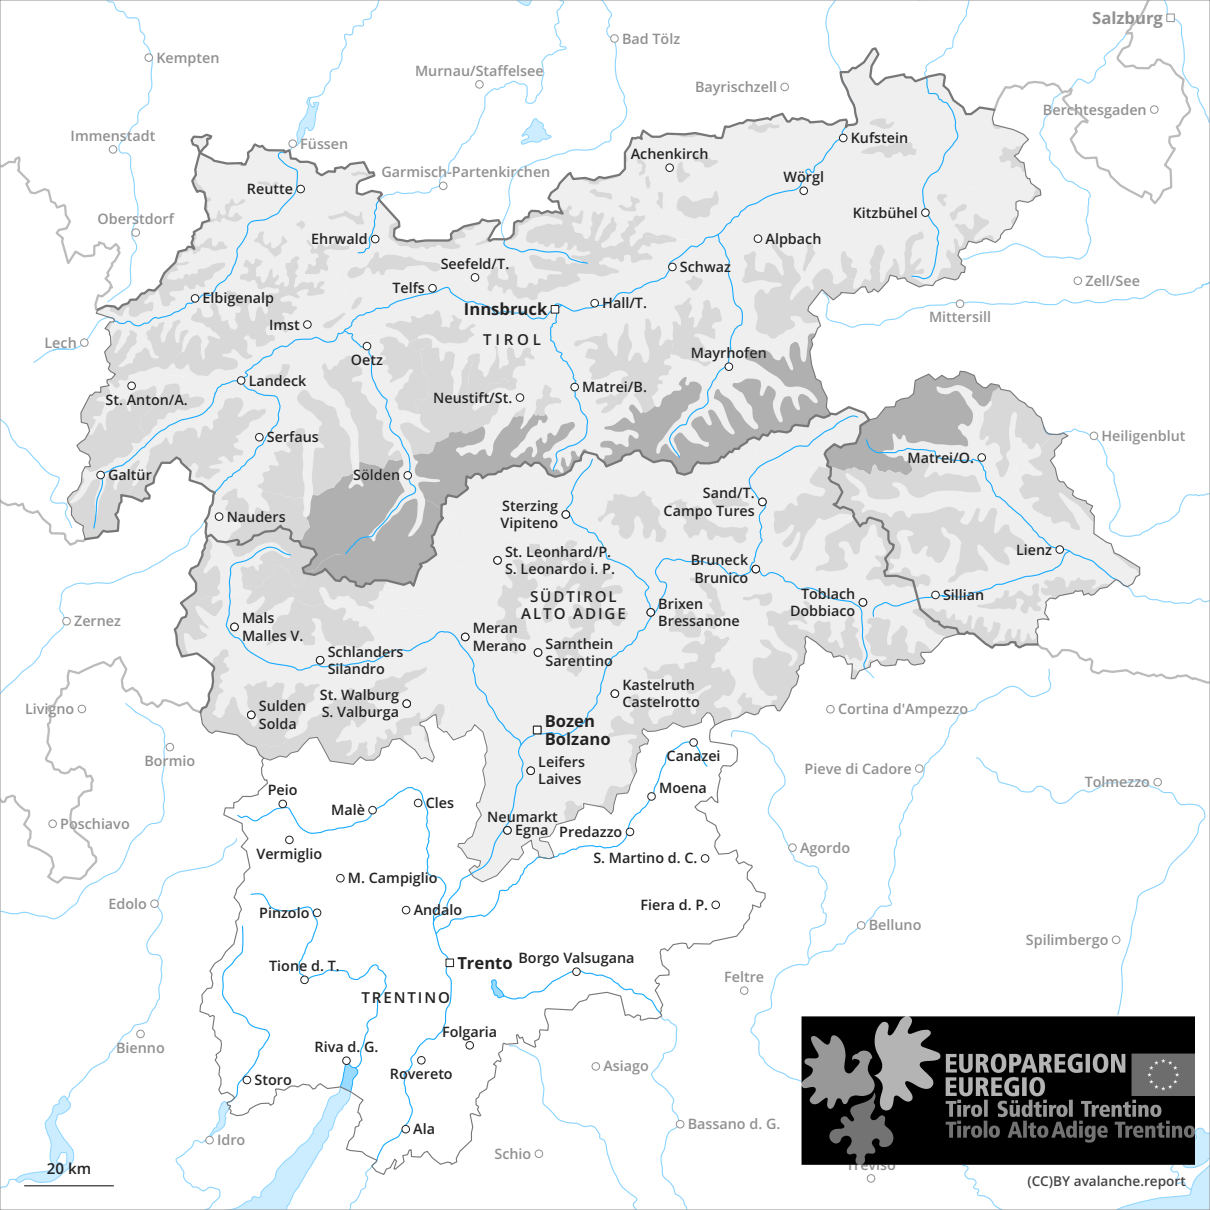 Salzburg
Bad Tölz
Kempten
Murnau/Staffelsee
Bayrischzell
Berchtesgaden
Immenstadt
Füssen
Kufstein
Achenkirch
Garmisch-Partenkirchen
Wörgl
Reutte
Oberstdorf
Kitzbühel
Ehrwald
Alpbach
Seefeld/T.
Schwaz
Zell/See
Telfs
Elbigenalp
Hall/T.
Innsbruck
Mittersill
Imst
TIROL
Lech
Oetz
Mayrhofen
Landeck
Matrei/B.
St. Anton/A.
Neustift/St.
Serfaus
Heiligenblut
Matrei/O.
Galtür
Sölden
Sand/T.
Campo Tures
Sterzing
Vipiteno
Nauders
St. Leonhard/P.
S. Leonardo i. P.
Lienz
Bruneck
Brunico
SÜDTIROL
ALTO ADIGE
Toblach
Dobbiaco
Sillian
Brixen
Bressanone
Zernez
Mals
Malles V.
Meran
Merano
Sarnthein
Sarentino
Schlanders
Silandro
Kastelruth
Castelrotto
St. Walburg
S. Valburga
Sulden
Solda
Livigno
Cortina d'Ampezzo
Bozen
Bolzano
Canazei
Bormio
Leifers
Laives
Pieve di Cadore
Tolmezzo
Peio
Moena
Malè
Cles
Neumarkt
Egna
Predazzo
Poschiavo
Vermiglio
S. Martino d. C.
Agordo
M. Campiglio
Edolo
Pinzolo
Andalo
Fiera d. P.
Belluno
Spilimbergo
Trento
Borgo Valsugana
Tione d. T.
Feltre
TRENTINO
Folgaria
Bienno
Riva d. G.
Rovereto
Asiago
Storo
EUROPAREGION
EUREGIO
Tirol Südtirol Trentino
Tirolo Alto Adige Trentino
Ala
Bassano d. G.
Idro
Schio
Treviso
20 km
(CC)BY avalanche.report